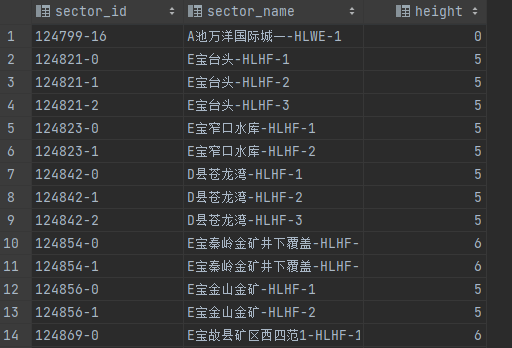 sector_id sector_name height
1 124799-16 A池万洋国际城一-HLWE-1 0
2 124821-0 E宝台头-HLHF-1 5
3 124821-1 E宝台头-HLHF-2 5
4 124821-2 E宝台头-HLHF-3 5
5 124823-0 E宝窄口水库-HLHF-1 5
6 124823-1 E宝窄口水库-HLHF-2 5
7 124842-0 D县苍龙湾-HLHF-1 5
8 124842-1 D县苍龙湾-HLHF-2 5
9 124842-2 D县苍龙湾-HLHF-3 5
10 124854-0 E宝秦岭金矿井下覆盖-HLHF- 6
11 124854-1 E宝秦岭金矿井下覆盖-HLHF- 6
12 124856-0 E宝金山金矿-HLHF-1 5
13 124856-1 E宝金山金矿-HLHF-2 5
14 124869-0 E宝故县矿区西四范1-HLHF-1 6